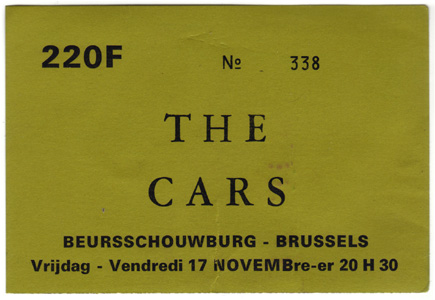 220F № 338
THE
CARS
BEURSSCHOUWBURG - BRUSSELS
Vrijdag - Vendredi 17 NOVEMBre-er 20 H 30